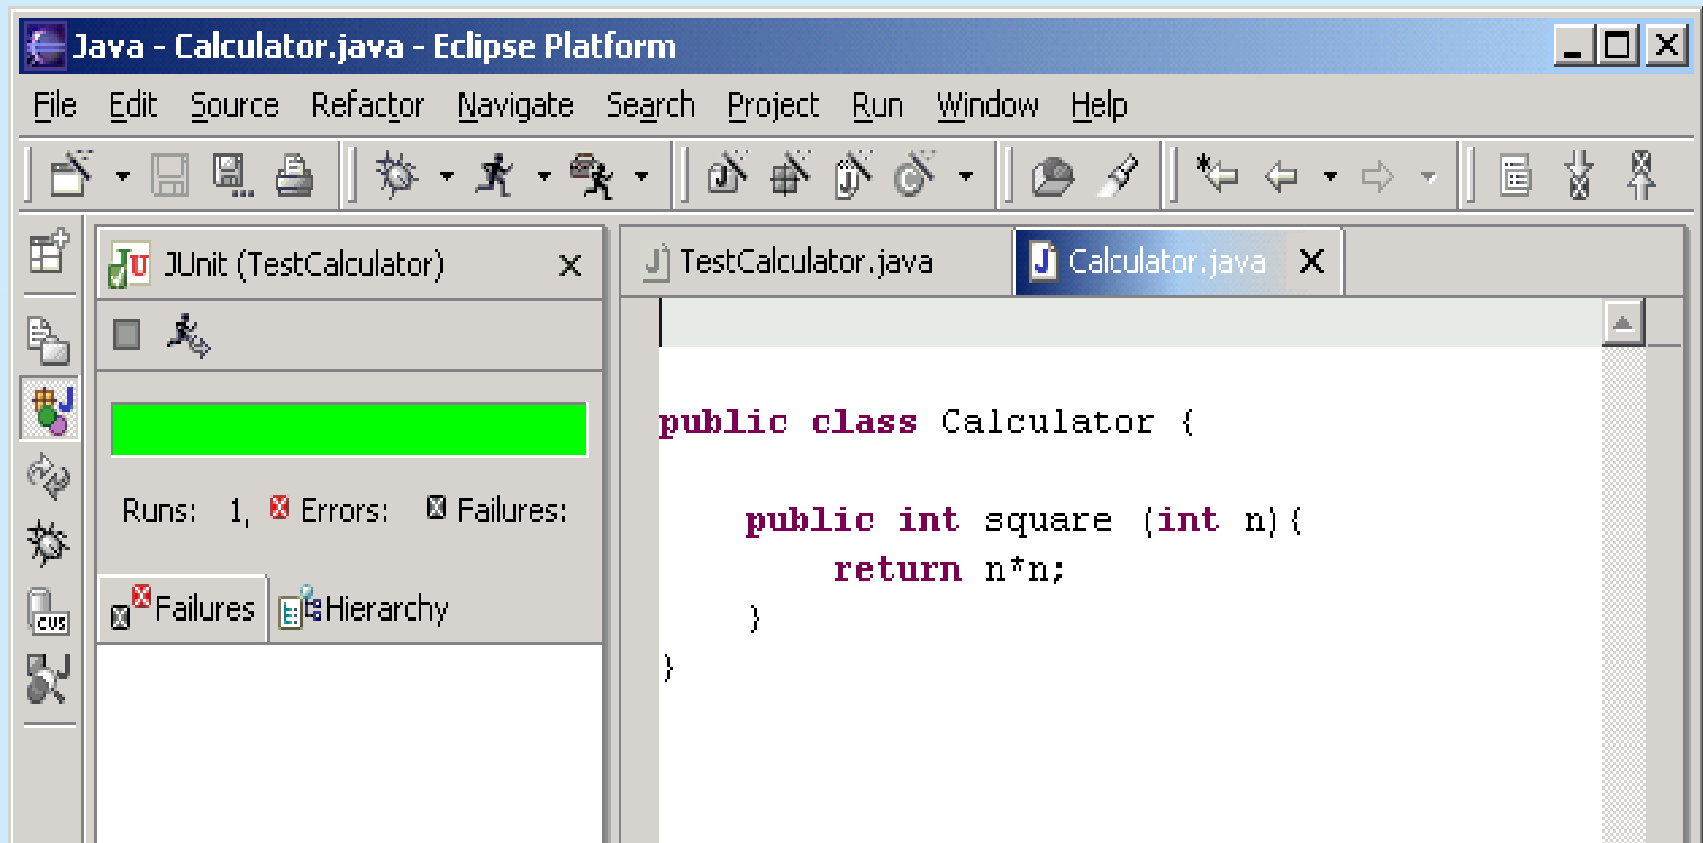 Java - Calculator.java - Eclipse Platform
File Edit Source Refactor Navigate Search Project Run Window Help
JUnit (TestCalculator)
TestCalculator.java Calculator.java
public class Calculator {
Runs: 1, Errors: Failures:
public int square (int n){
return n*n;
}
}
Failures Hierarchy